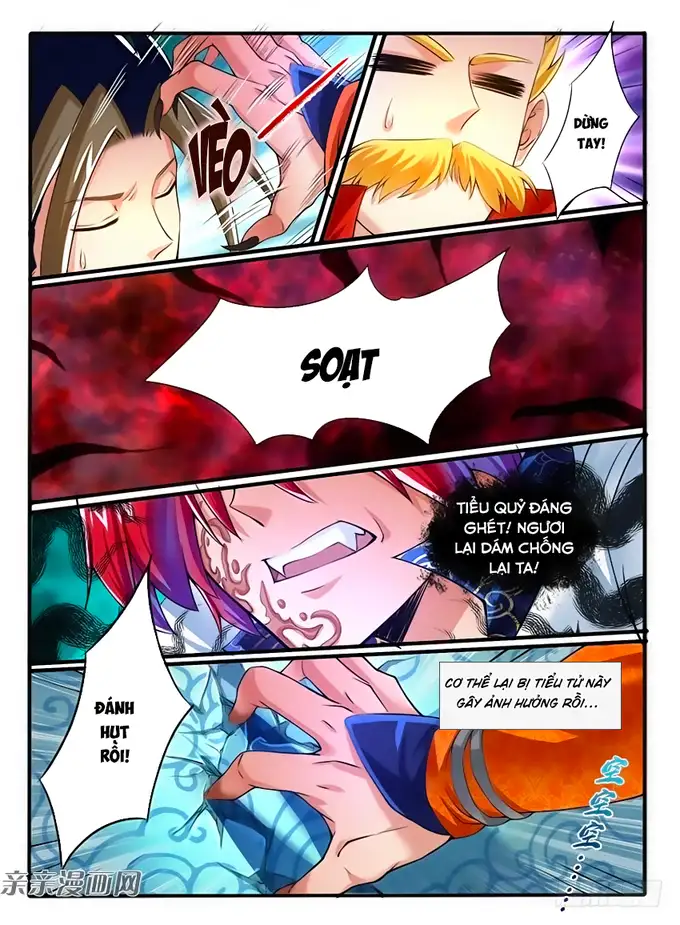 VÈO
DỪNG
TAY!
SOẠT
TIỂU QUỶ ĐÁNG
GHÉT! NGƯƠI
LẠI DÁM CHỐNG
LẠI TA!
CƠ THỂ LẠI BỊ TIỂU TỬ NÀY
GÂY ẢNH HƯỞNG RỒI...
ĐÁNH
HỤT
RỒI!
空空空……
亲亲漫画网